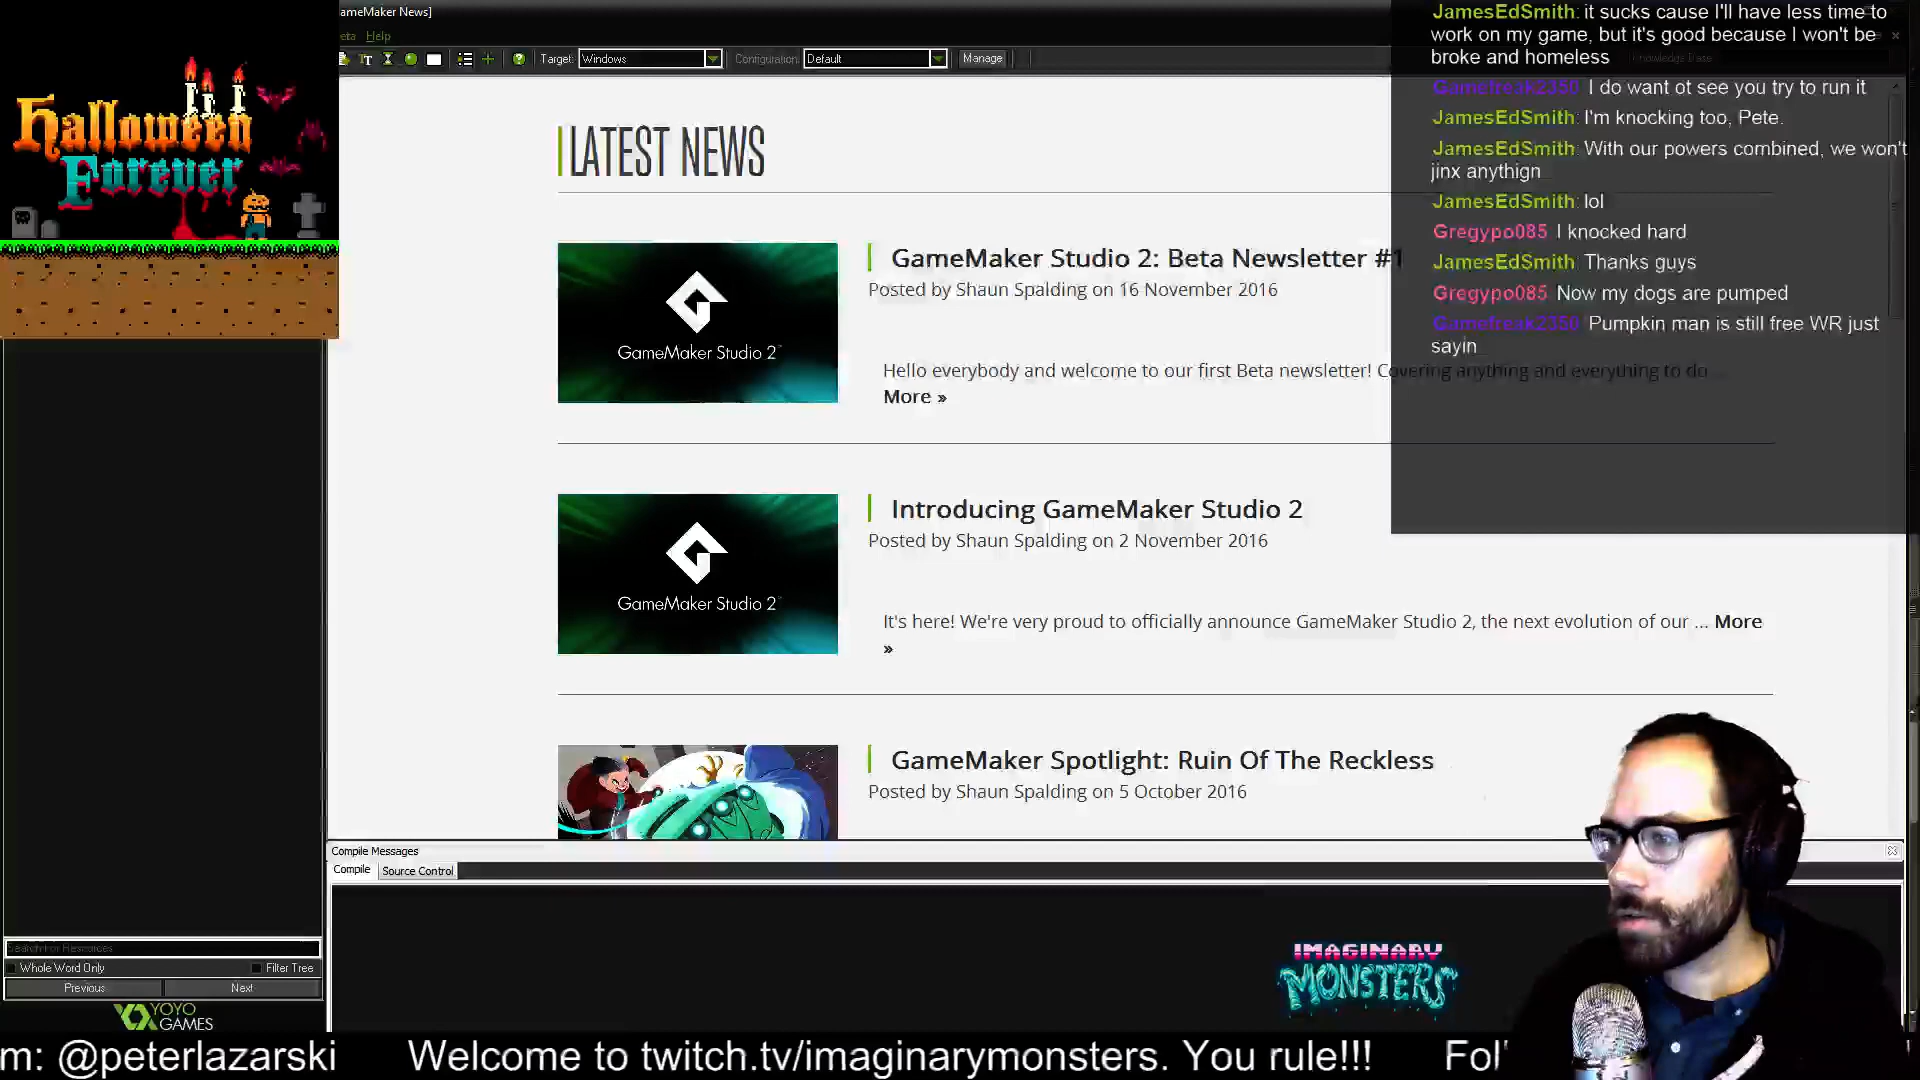 ameMaker News]
eta Help
Target: Windows Configuration: Default Manage
Halloween
Forever
LATEST NEWS
GameMaker Studio 2
GameMaker Studio 2: Beta Newsletter #1
Posted by Shaun Spalding on 16 November 2016
Hello everybody and welcome to our first Beta newsletter! Covering anything and everything to do ...
More »
GameMaker Studio 2
Introducing GameMaker Studio 2
Posted by Shaun Spalding on 2 November 2016
It's here! We're very proud to officially announce GameMaker Studio 2, the next evolution of our ... More
»
GameMaker Spotlight: Ruin Of The Reckless
Posted by Shaun Spalding on 5 October 2016
JamesEdSmith: it sucks cause I'll have less time to
work on my game, but it's good because I won't be
broke and homeless
Gamefreak2350 I do want ot see you try to run it
JamesEdSmith: I'm knocking too, Pete.
JamesEdSmith: With our powers combined, we won't
jinx anythign
JamesEdSmith: lol
Gregypo085 I knocked hard
JamesEdSmith: Thanks guys
Gregypo085 Now my dogs are pumped
Gamefreak2350 Pumpkin man is still free WR just
sayin
Compile Messages
Compile Source Control
Search For Resources
Whole Word Only Filter Tree
Previous Next
YOYO
GAMES
IMAGINARY
MONSTERS
m: @peterlazarski Welcome to twitch.tv/imaginarymonsters. You rule!!! Fol